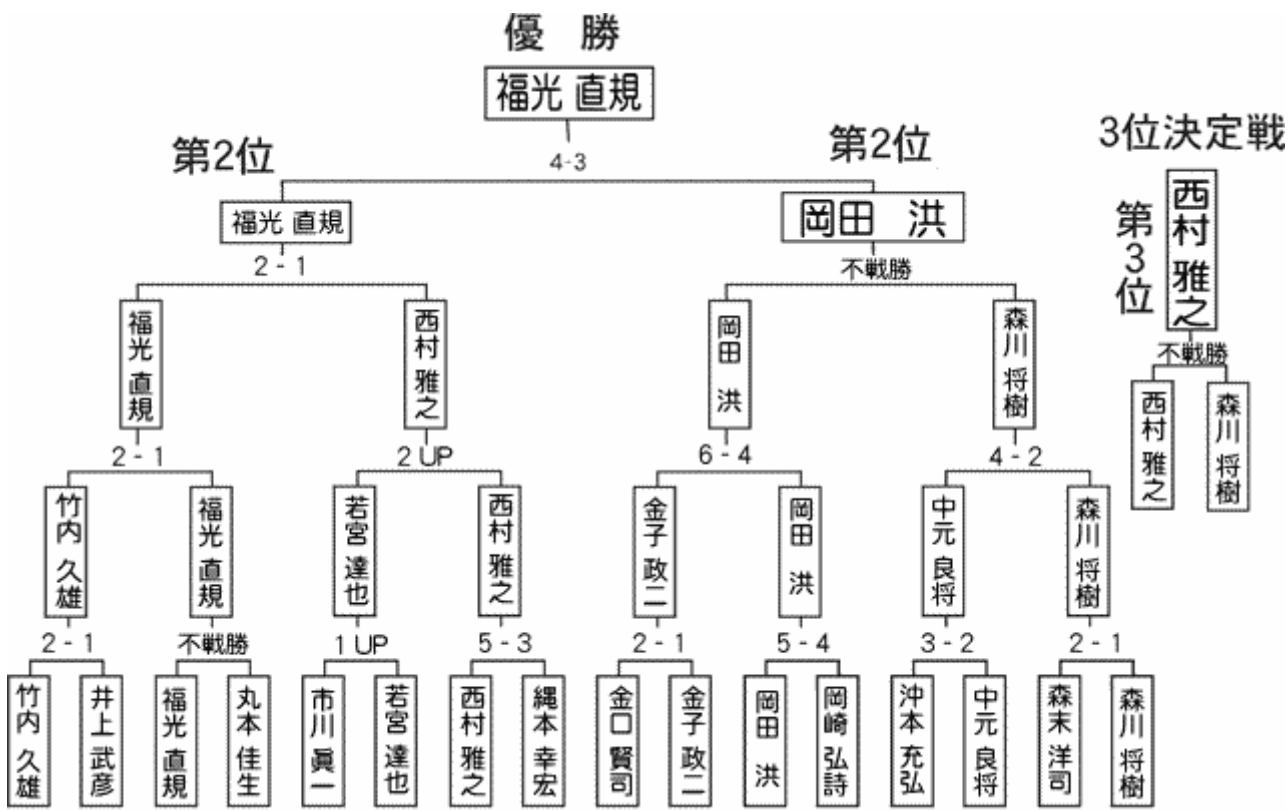 優 勝
福光 直規
4-3
第2位
第2位
福光 直規
岡田 洪
2 - 1
不戦勝
福光 直規
西村 雅之
岡田 洪
森川 将樹
2 - 1
2 UP
6 - 4
4 - 2
竹内 久雄
福光 直規
若宮 達也
西村 雅之
金子 政二
岡田 洪
中元 良将
森川 将樹
2 - 1
不戦勝
1 UP
5 - 3
2 - 1
5 - 4
3 - 2
2 - 1
竹内 久雄
井上 武彦
福光 直規
丸本 佳生
市川 眞一
若宮 達也
西村 雅之
縄本 幸宏
金口 賢司
金子 政二
岡田 洪
岡崎 弘詩
沖本 充弘
中元 良将
森末 洋司
森川 将樹
3位決定戦
第3位
西村 雅之
不戦勝
西村 雅之
森川 将樹